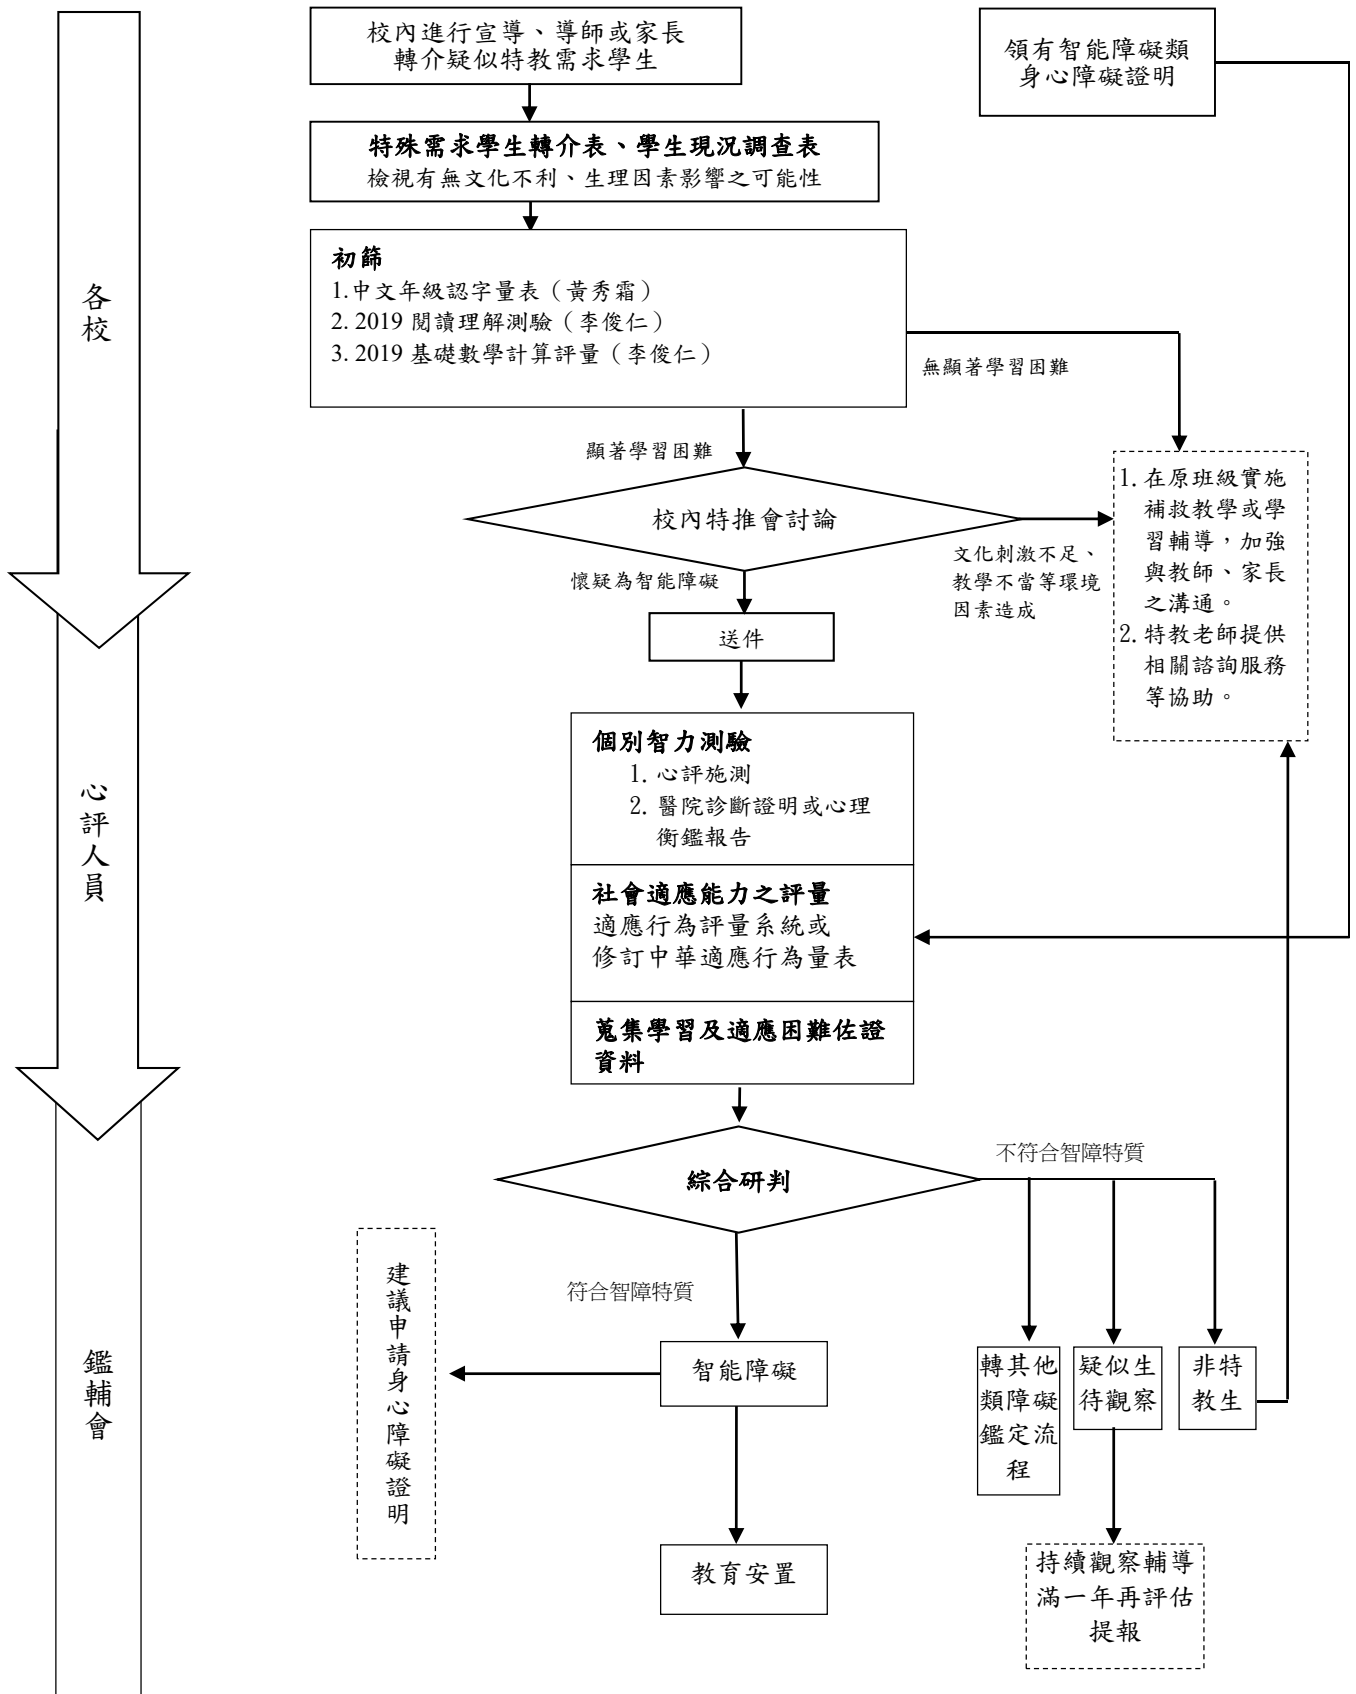 校內進行宣導、導師或家長
轉介疑似特教需求學生
領有智能障礙類
身心障礙證明
特殊需求學生轉介表、學生現況調查表
檢視有無文化不利、生理因素影響之可能性
初篩
1.中文年級認字量表（黃秀霜）
2. 2019 閱讀理解測驗（李俊仁）
3. 2019 基礎數學計算評量（李俊仁）
無顯著學習困難
顯著學習困難
校內特推會討論
文化刺激不足、
教學不當等環境
因素造成
懷疑為智能障礙
1. 在原班級實施
補救教學或學
習輔導，加強
與教師、家長
之溝通。
2. 特教老師提供
相關諮詢服務
等協助。
送件
各校
個別智力測驗
1. 心評施測
2. 醫院診斷證明或心理
衡鑑報告
社會適應能力之評量
適應行為評量系統或
修訂中華適應行為量表
蒐集學習及適應困難佐證
資料
心評人員
綜合研判
不符合智障特質
符合智障特質
建議申請身心障礙證明
智能障礙
轉其他
類障礙
鑑定流
程
疑似生
待觀察
非特
教生
鑑輔會
教育安置
持續觀察輔導
滿一年再評估
提報